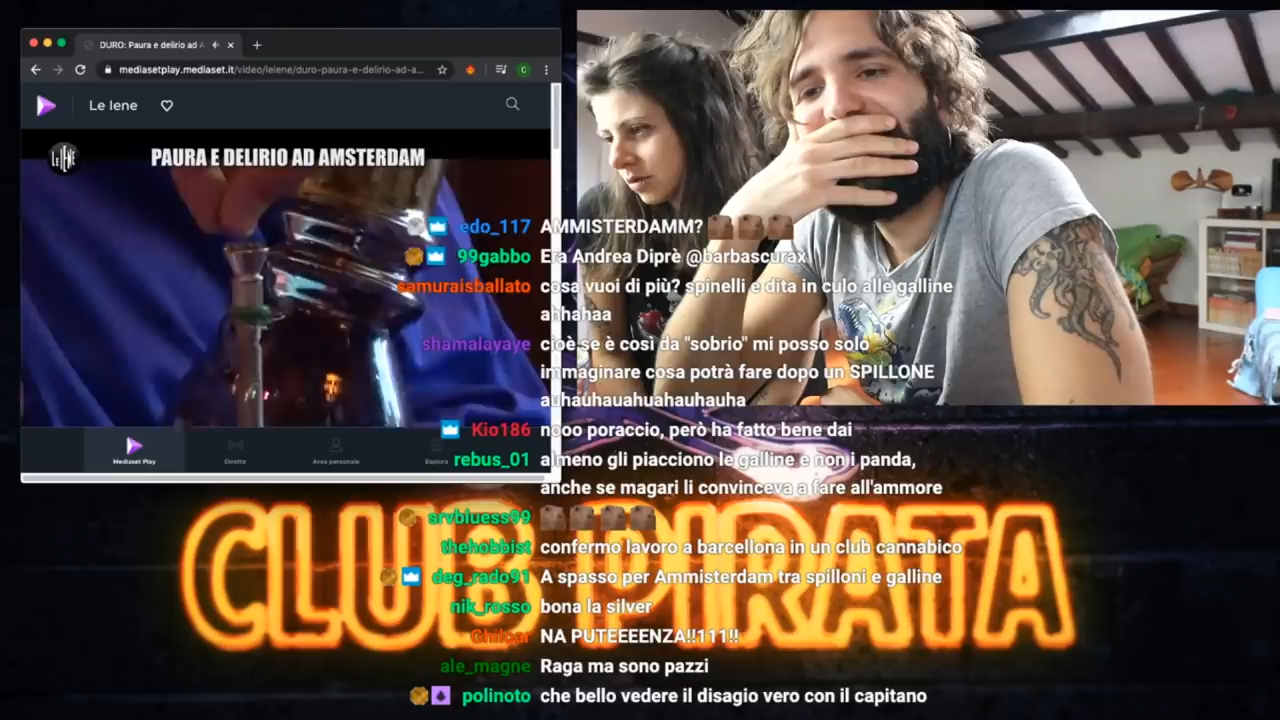 DURO: Paura e delirio ad A
mediasetplay.mediaset.it/video/leiene/duro-paura-e-delirio-ad-a...
C
Le Iene
LE IENE
PAURA E DELIRIO AD AMSTERDAM
Mediaset Play
Diretta
Area personale
Esplora
edo_117 AMMISTERDAMM?
99gabbo Era Andrea Diprè @barbascurax
samuraisballato cosa vuoi di più? spinelli e dita in culo alle galline
ahhahaa
shamalayaye cioè se è così da "sobrio" mi posso solo
immaginare cosa potrà fare dopo un SPILLONE
auhauhauahuahauhauha
Kio186 nooo poraccio, però ha fatto bene dai
rebus_01 almeno gli piacciono le galline e non i panda,
anche se magari li convinceva a fare all'ammore
srvbluess99
thehobbist confermo lavoro a barcellona in un club cannabico
deg_rado91 A spasso per Ammisterdam tra spilloni e galline
nik_rosso bona la silver
NA PUTEEEENZA!!111!!
ale_magne Raga ma sono pazzi
polinoto che bello vedere il disagio vero con il capitano
CLUB PIRATA